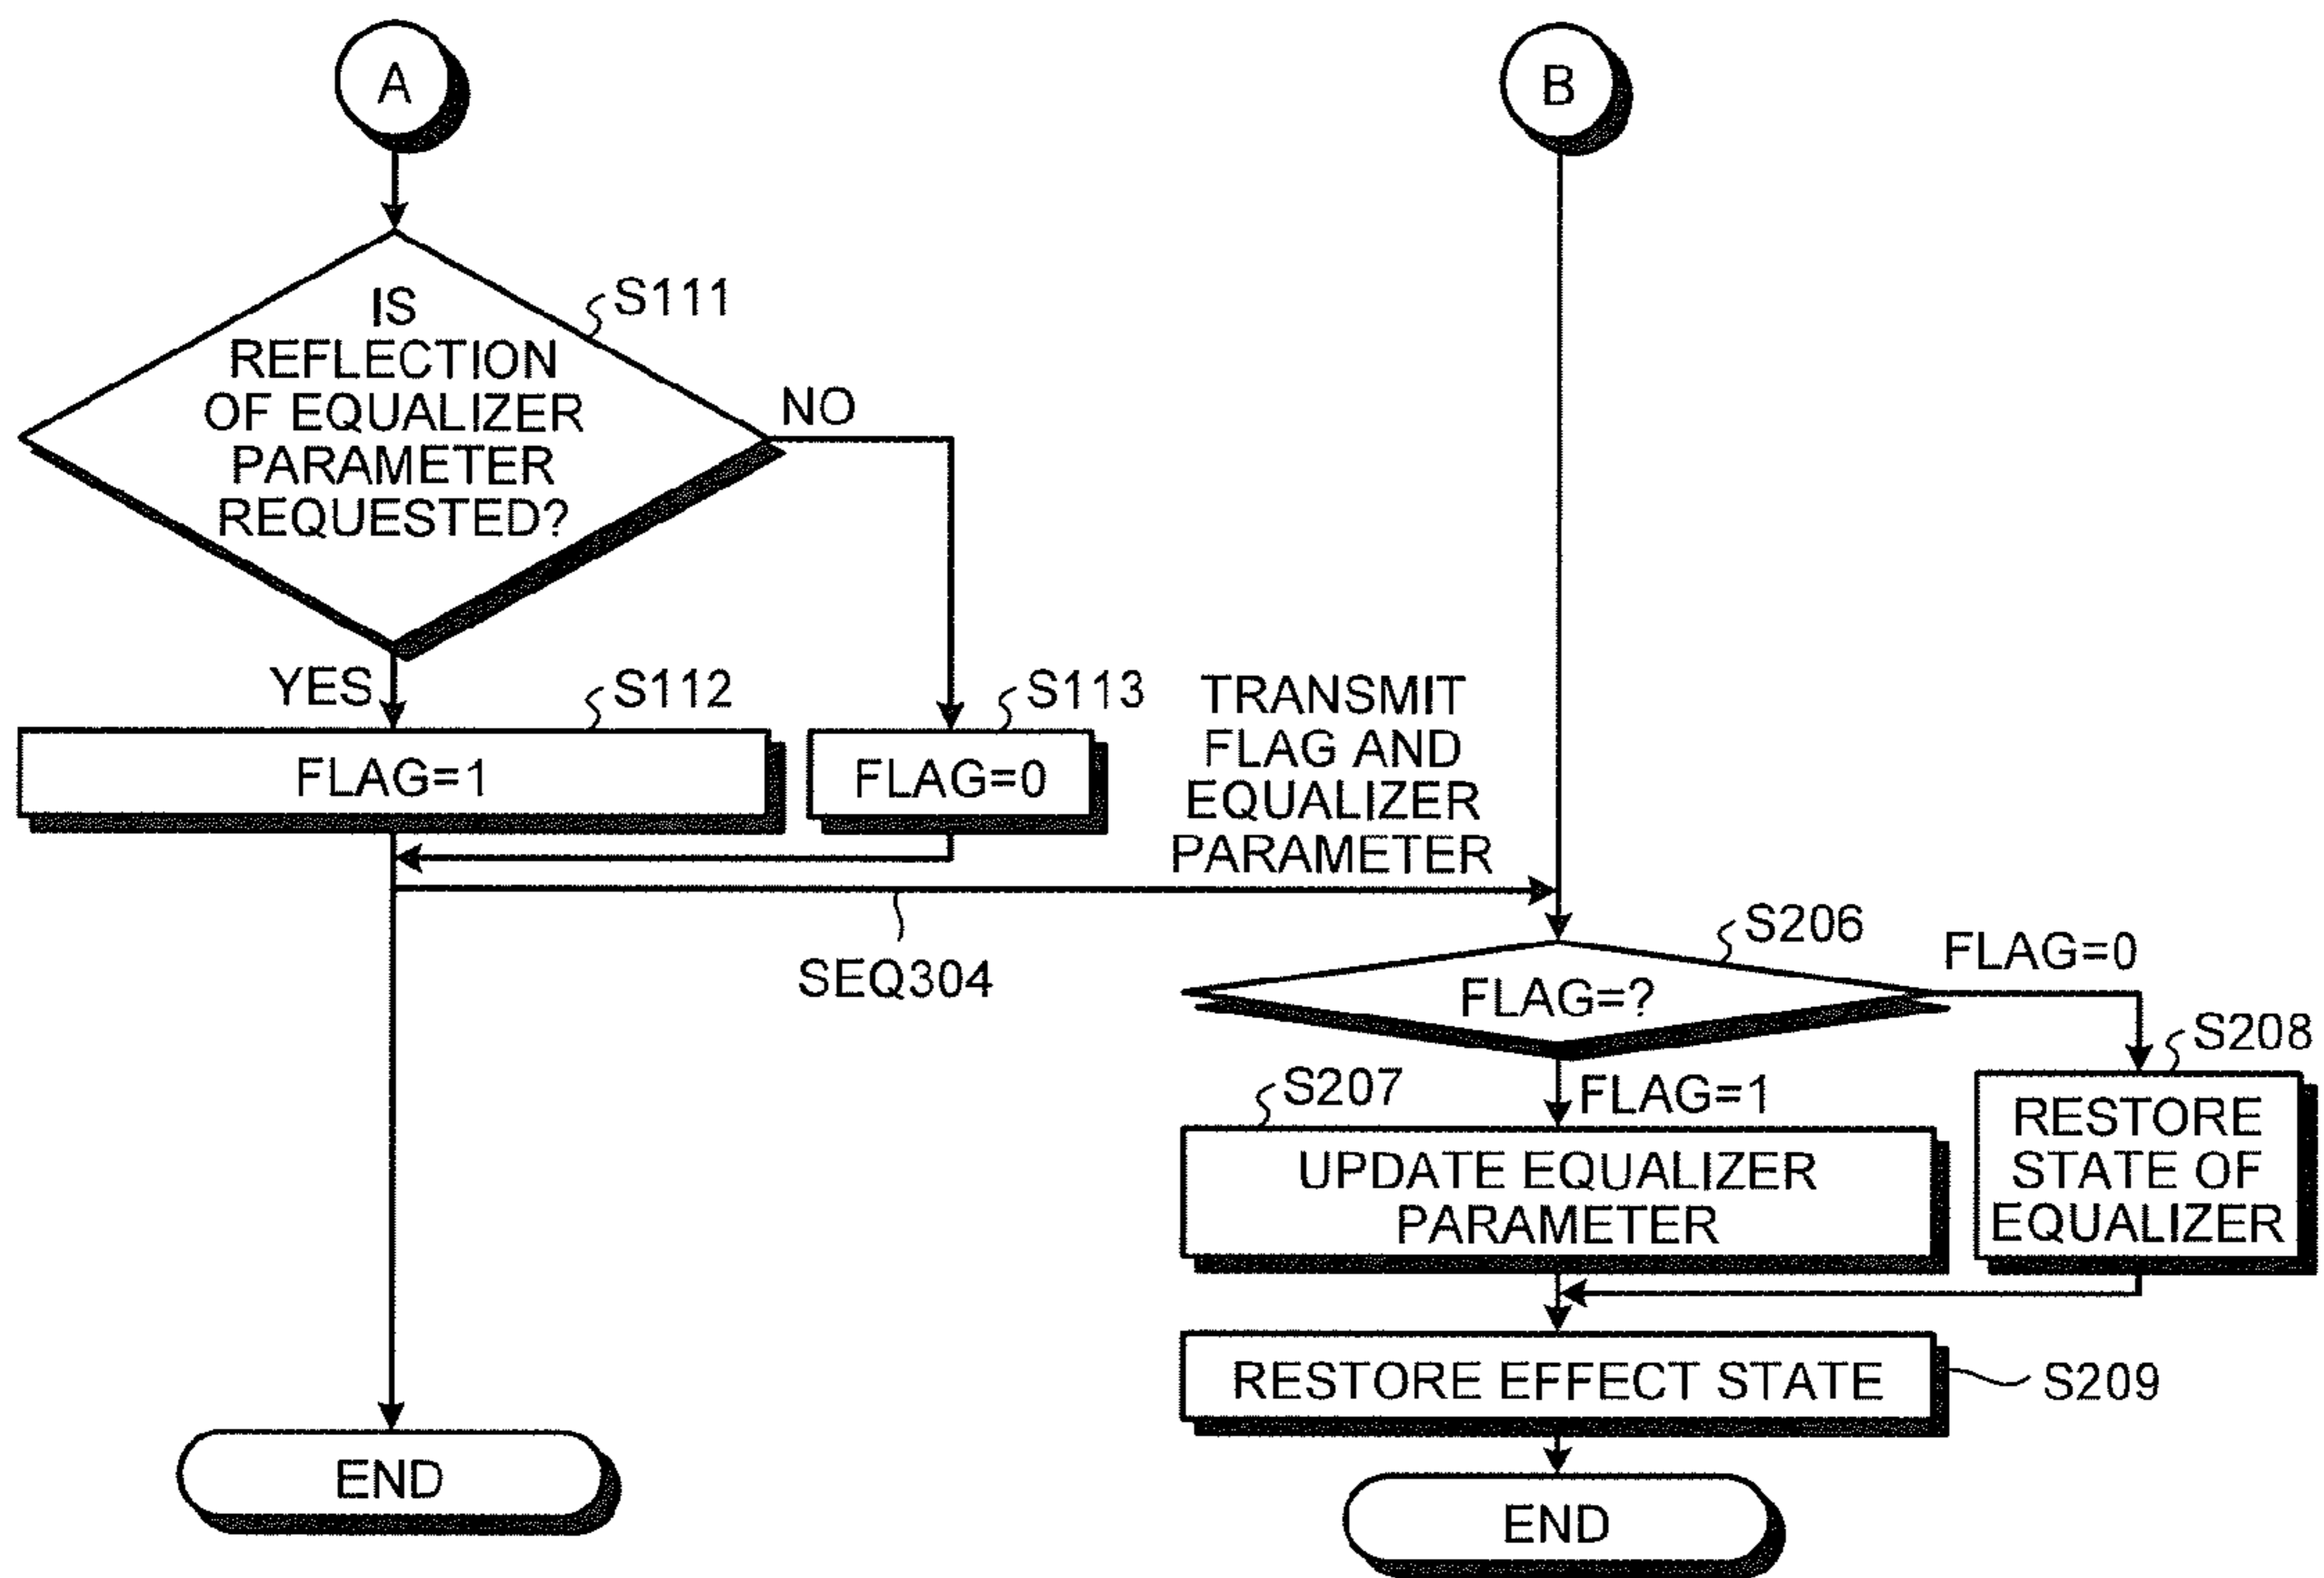 A
B
IS
REFLECTION
OF EQUALIZER
PARAMETER
REQUESTED?
S111
NO
YES
S112
FLAG=1
S113
FLAG=0
TRANSMIT
FLAG AND
EQUALIZER
PARAMETER
SEQ304
S206
FLAG=?
FLAG=0
S207
FLAG=1
UPDATE EQUALIZER
PARAMETER
S208
RESTORE
STATE OF
EQUALIZER
RESTORE EFFECT STATE
S209
END
END